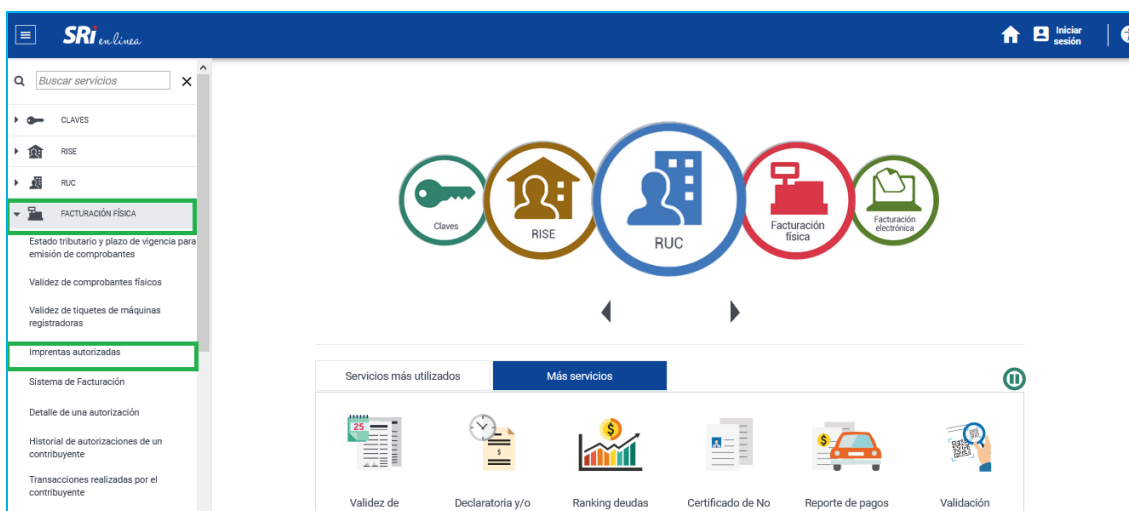 SRi en línea
Iniciar
sesión
Buscar servicios
CLAVES
RISE
RUC
FACTURACIÓN FÍSICA
Estado tributario y plazo de vigencia para
emisión de comprobantes
Validez de comprobantes físicos
Validez de tiquetes de máquinas
registradoras
Imprentas autorizadas
Sistema de Facturación
Detalle de una autorización
Historial de autorizaciones de un
contribuyente
Transacciones realizadas por el
contribuyente
Claves
RISE
RUC
Facturación
física
Facturación
electrónica
Servicios más utilizados
Más servicios
25
$
$
$
Validez de
Declaratoria y/o
Ranking deudas
Certificado de No
Reporte de pagos
Validación